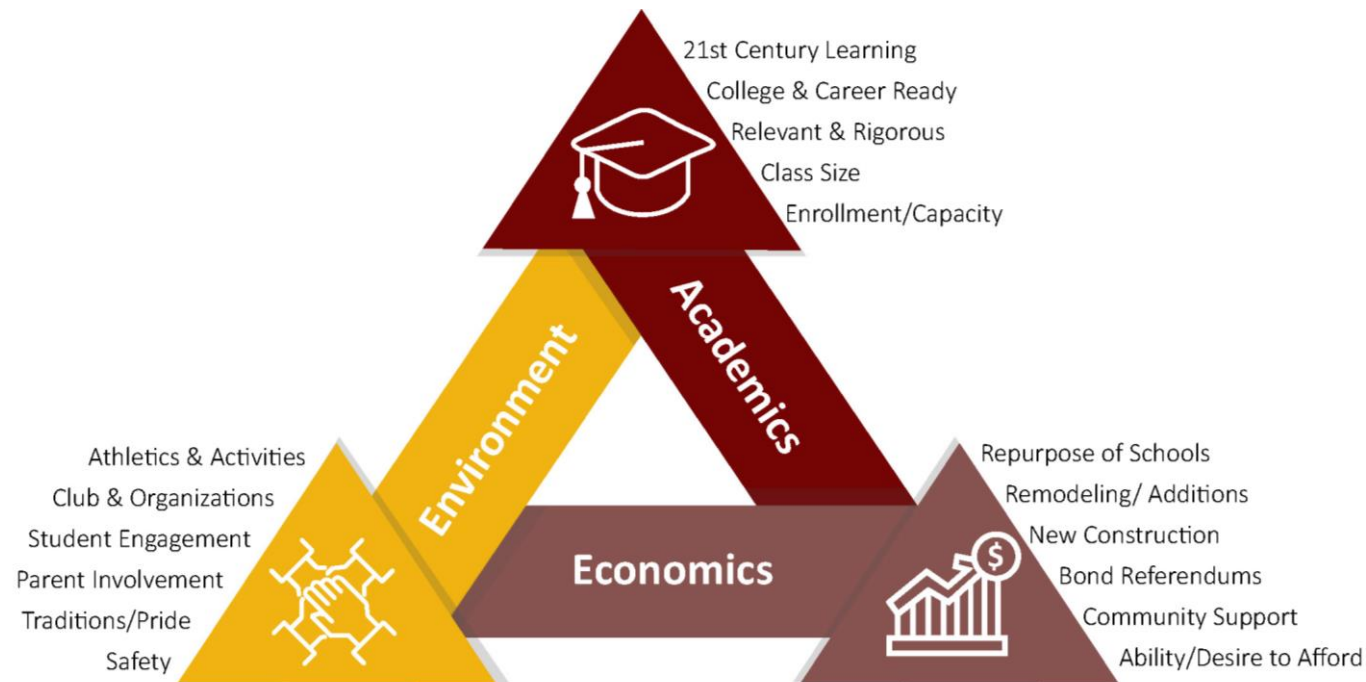 21st Century Learning
College & Career Ready
Relevant & Rigorous
Class Size
Enrollment/Capacity
Environment
Academics
Economics
Athletics & Activities
Club & Organizations
Student Engagement
Parent Involvement
Traditions/Pride
Safety
Repurpose of Schools
Remodeling/ Additions
New Construction
Bond Referendums
Community Support
Ability/Desire to Afford
$